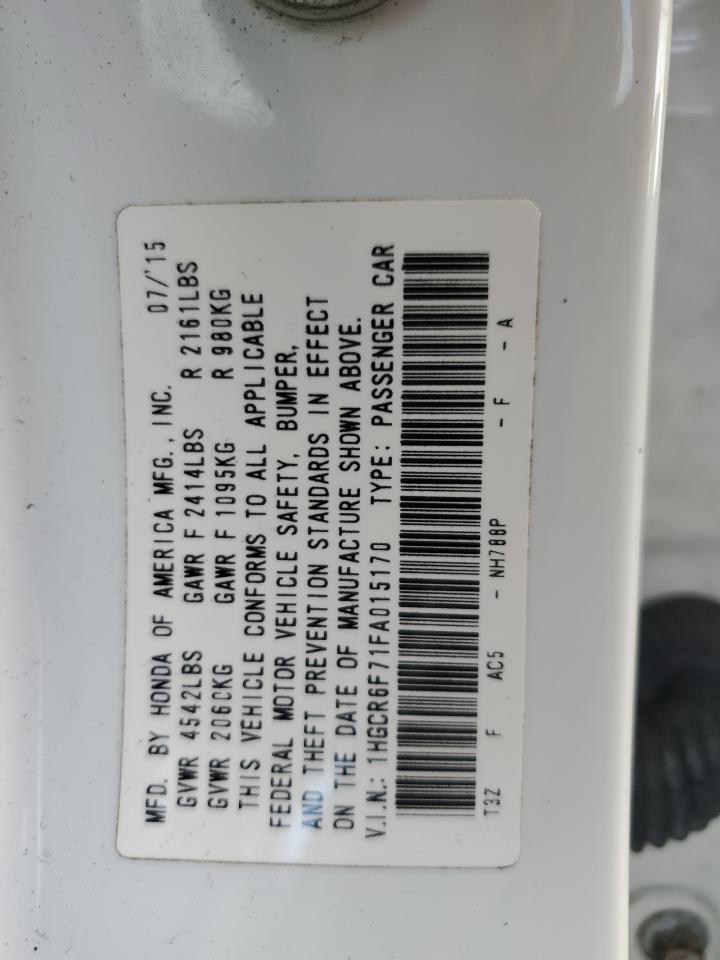 MFD. BY HONDA OF AMERICA MFG., INC. 07/'15
GVWR 4542LBS GAWR F 2414LBS R 2161LBS
GVWR 2060KG GAWR F 1095KG R 980KG
THIS VEHICLE CONFORMS TO ALL APPLICABLE
FEDERAL MOTOR VEHICLE SAFETY, BUMPER,
AND THEFT PREVENTION STANDARDS IN EFFECT
ON THE DATE OF MANUFACTURE SHOWN ABOVE.
V.I.N.: 1HGCR6F71FA015170 TYPE: PASSENGER CAR
T3Z F AC5 - NH788P - F - A